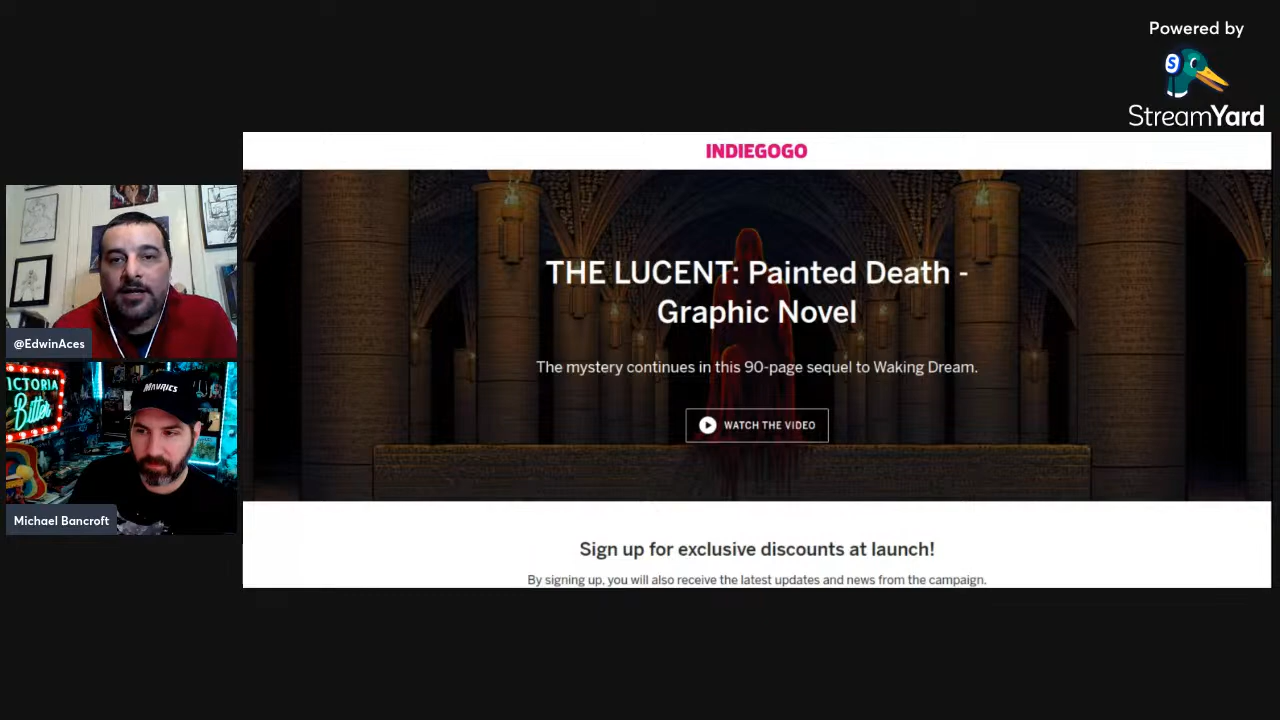 Powered by
S
StreamYard
INDIEGOGO
THE LUCENT: Painted Death -
Graphic Novel
The mystery continues in this 90-page sequel to Waking Dream.
WATCH THE VIDEO
Sign up for exclusive discounts at launch!
By signing up, you will also receive the latest updates and news from the campaign.
@EdwinAces
MAVRICS
ICTORIA
Bitter
Michael Bancroft